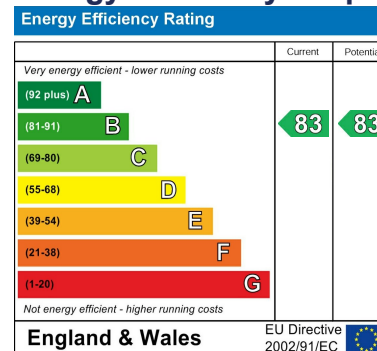 Energy Efficiency Rating
Current
Very energy efficient - lower running costs
(92 plus) A
(81-91) B
83 83
(69-80) C
(55-68) D
(39-54) E
(21-38) F
(1-20) G
Not energy efficient - higher running costs
England & Wales
EU Directive
2002/91/EC